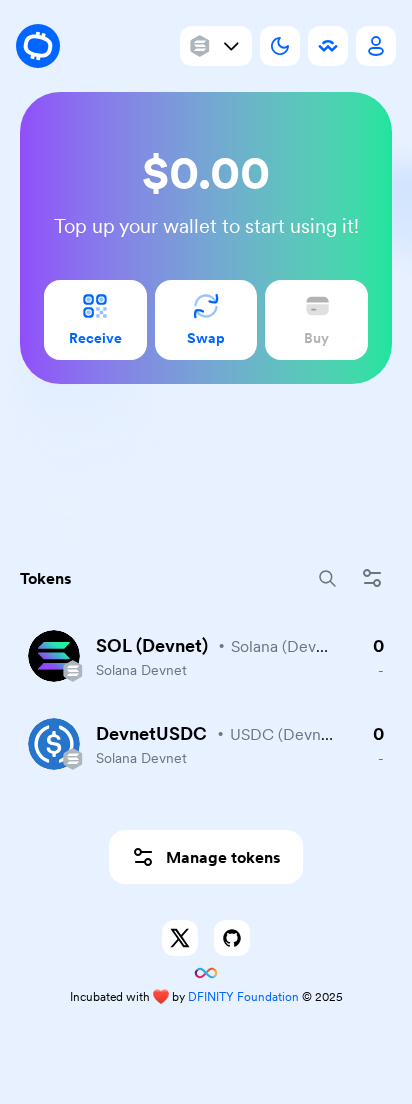 $0.00
Top up your wallet to start using it!
Receive
Swap
Buy
Tokens
SOL (Devnet) • Solana (Dev... 0
Solana Devnet -
DevnetUSDC • USDC (Devn... 0
Solana Devnet -
Manage tokens
Incubated with ❤️ by DFINITY Foundation © 2025